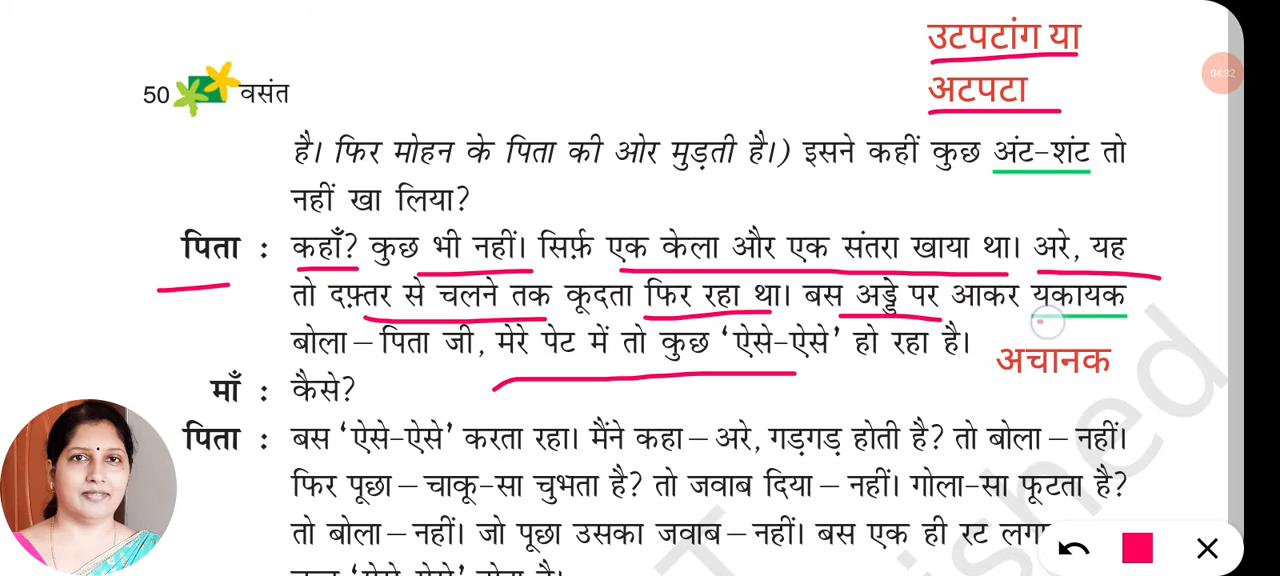 उटपटांग या
अटपटा
04:32
50 वसंत
है। फिर मोहन के पिता की ओर मुड़ती है।) इसने कहीं कुछ अंट-शंट तो
नहीं खा लिया?
पिता : कहाँ? कुछ भी नहीं। सिर्फ़ एक केला और एक संतरा खाया था। अरे, यह
तो दफ़्तर से चलने तक कूदता फिर रहा था। बस अड्डे पर आकर यकायक
बोला – पिता जी, मेरे पेट में तो कुछ ‘ऐसे-ऐसे’ हो रहा है।
अचानक
माँ : कैसे?
पिता : बस ‘ऐसे-ऐसे’ करता रहा। मैंने कहा – अरे, गड़गड़ होती है? तो बोला – नहीं।
फिर पूछा – चाकू-सा चुभता है? तो जवाब दिया – नहीं। गोला-सा फूटता है?
तो बोला – नहीं। जो पूछा उसका जवाब – नहीं। बस एक ही रट